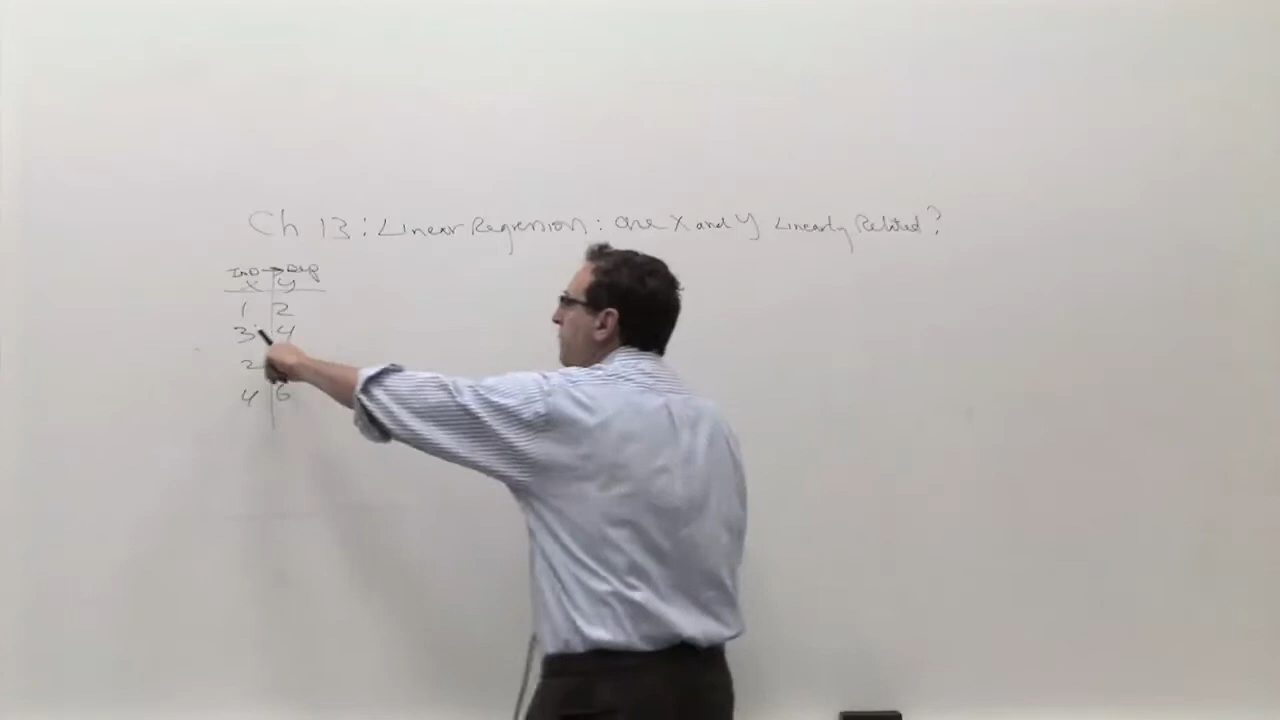 Ch 13: Linear Regression: are X and Y Linearly Related?
IND → Dep
X Y
1 2
3 4
2
4 6